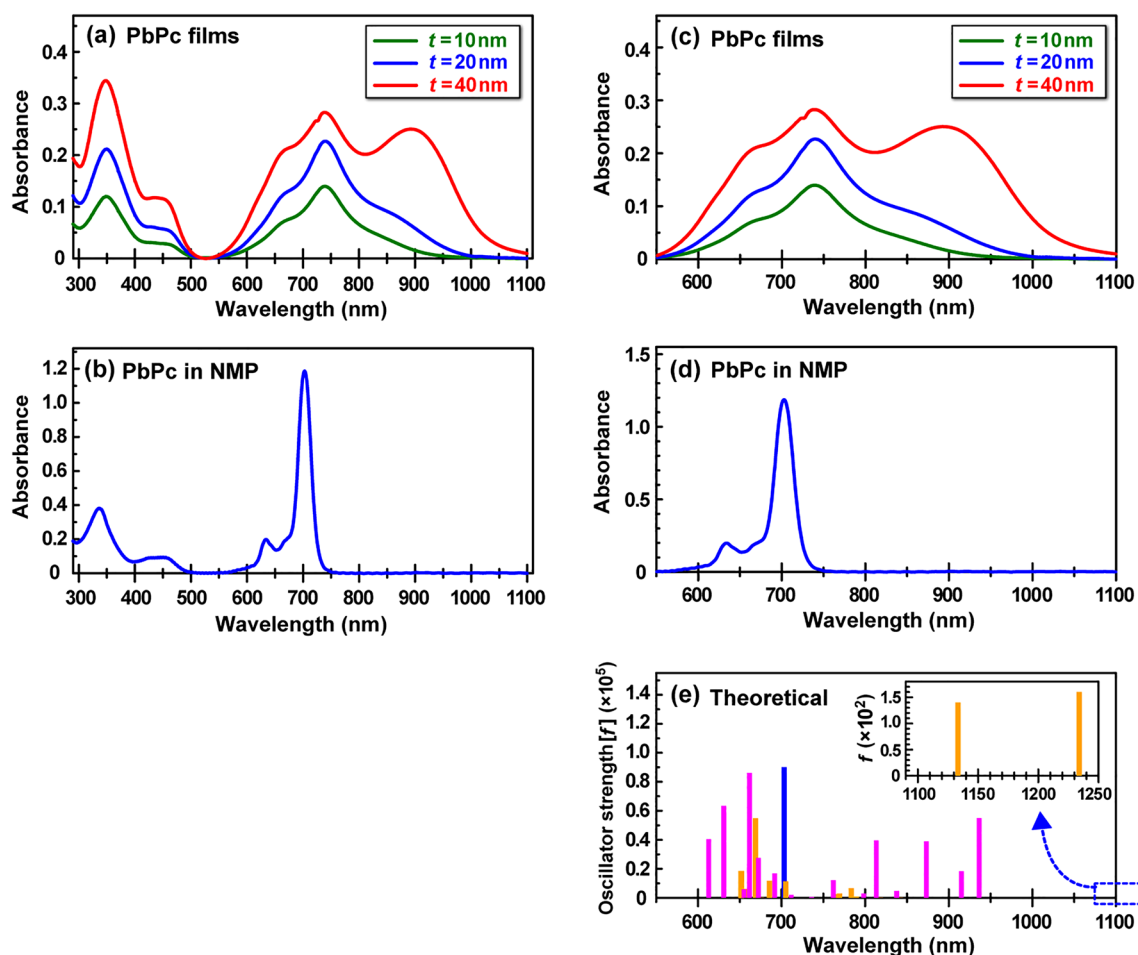 (a) PbPc films
t = 10 nm
t = 20 nm
t = 40 nm
Absorbance
0.4
0.3
0.2
0.1
0
300 400 500 600 700 800 900 1000 1100
Wavelength (nm)
(c) PbPc films
t = 10 nm
t = 20 nm
t = 40 nm
Absorbance
0.4
0.3
0.2
0.1
0
600 700 800 900 1000 1100
Wavelength (nm)
(b) PbPc in NMP
Absorbance
1.2
1.0
0.8
0.6
0.4
0.2
0
300 400 500 600 700 800 900 1000 1100
Wavelength (nm)
(d) PbPc in NMP
Absorbance
1.5
1.0
0.5
0
600 700 800 900 1000 1100
Wavelength (nm)
(e) Theoretical
Oscillator strength [f] (×10⁵)
1.4
1.2
1.0
0.8
0.6
0.4
0.2
0
600 700 800 900 1000 1100
Wavelength (nm)
f (×10²)
1.5
1.0
0.5
0
1100 1150 1200 1250